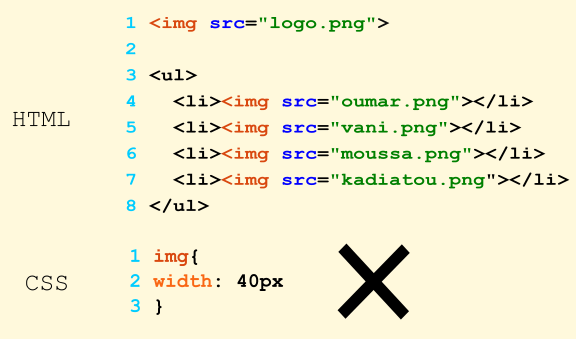 1 <img src="logo.png">
2
3 <ul>
4   <li><img src="oumar.png"></li>
HTML
5   <li><img src="vani.png"></li>
6   <li><img src="moussa.png"></li>
7   <li><img src="kadiatou.png"></li>
8 </ul>
1 img{
CSS
2 width: 40px
3 }